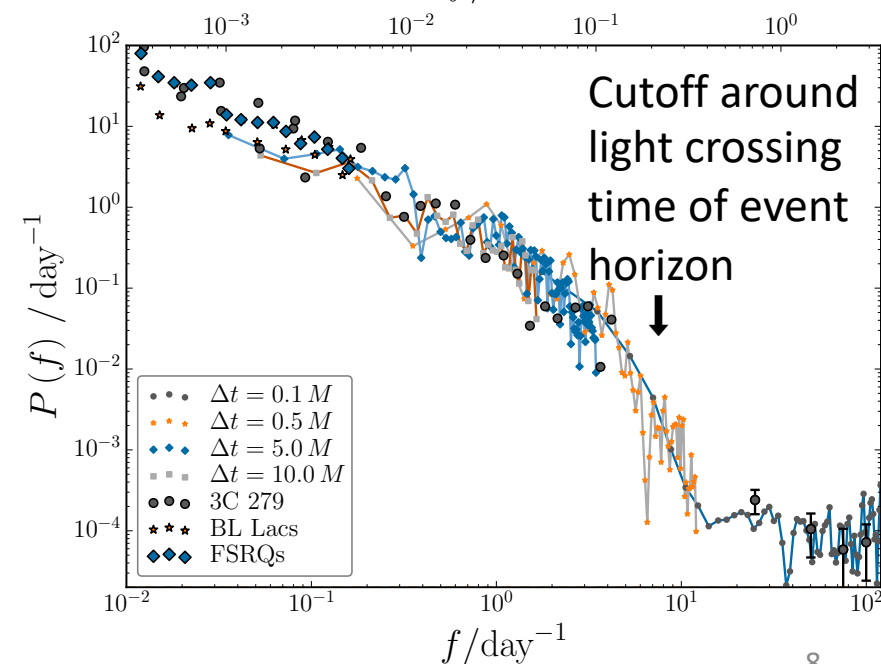 10^{-3} 10^{-2} 10^{-1} 10^{0}
10^{2}
10^{1}
10^{0}
10^{-1}
10^{-2}
10^{-3}
10^{-4}
P(f) / day^{-1}
Cutoff around
light crossing
time of event
horizon
Δt = 0.1 M
Δt = 0.5 M
Δt = 5.0 M
Δt = 10.0 M
3C 279
BL Lacs
FSRQs
10^{-2} 10^{-1} 10^{0} 10^{1} 10^{2}
f/day^{-1}